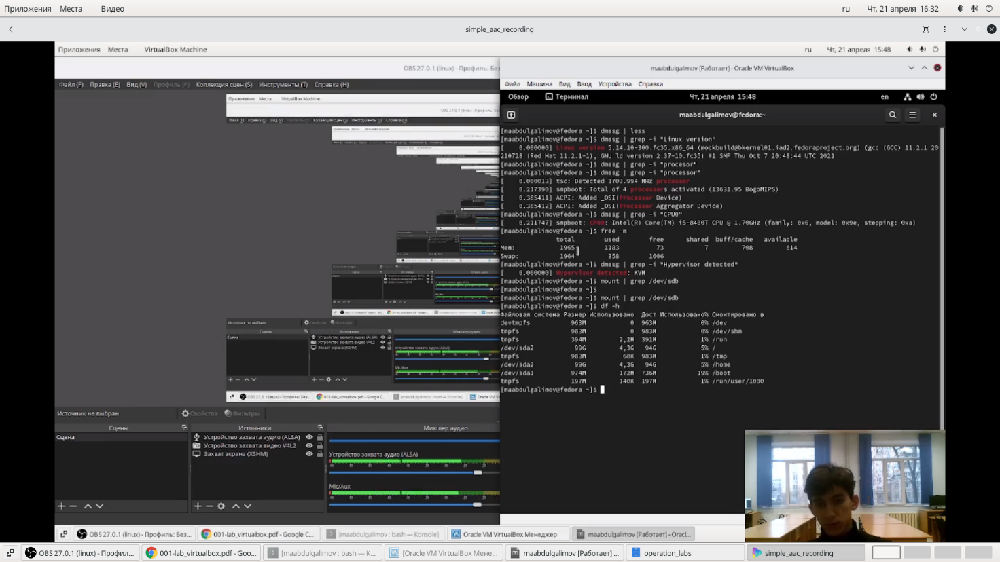 Приложения Места Видео ru Чт, 21 апреля 16:32
simple_aac_recording
Приложения Места VirtualBox Machine ru Чт, 21 апреля 15:48
OBS 27.0.1 (linux) - Профиль: Без
Файл (F) Правка (E) Вид (V) Профиль (P) Коллекция сцен (S) Инструменты (T) Справка (H)
maabdulgalimov [Работает] - Oracle VM VirtualBox
Файл Машина Вид Ввод Устройства Справка
Обзор Терминал Чт, 21 апреля 15:48 en
maabdulgalimov@fedora:~
[maabdulgalimov@fedora ~]$ dmesg | less
[maabdulgalimov@fedora ~]$ dmesg | grep -i "Linux version"
[    0.000000] Linux version 5.14.10-300.fc35.x86_64 (mockbuild@bkernel01.iad2.fedoraproject.org) (gcc (GCC) 11.2.1 20
210728 (Red Hat 11.2.1-1), GNU ld version 2.37-10.fc35) #1 SMP Thu Oct 7 20:48:44 UTC 2021
[maabdulgalimov@fedora ~]$ dmesg | grep -i "processor"
[maabdulgalimov@fedora ~]$ dmesg | grep -i "processor"
[    0.000013] tsc: Detected 1703.994 MHz processor
[    0.217390] smpboot: Total of 4 processors activated (13631.95 BogoMIPS)
[    0.385411] ACPI: Added _OSI(Processor Device)
[    0.385412] ACPI: Added _OSI(Processor Aggregator Device)
[maabdulgalimov@fedora ~]$ dmesg | grep -i "CPU0"
[    0.211747] smpboot: CPU0: Intel(R) Core(TM) i5-8400T CPU @ 1.70GHz (family: 0x6, model: 0x9e, stepping: 0xa)
[maabdulgalimov@fedora ~]$ free -m
total used free shared buff/cache available
Mem: 1965 1183 73 7 708 614
Swap: 1964 358 1606
[maabdulgalimov@fedora ~]$ dmesg | grep -i "Hypervisor detected"
[    0.000000] Hypervisor detected: KVM
[maabdulgalimov@fedora ~]$ mount | grep /dev/sdb
[maabdulgalimov@fedora ~]$
[maabdulgalimov@fedora ~]$ mount | grep /dev/sdb
[maabdulgalimov@fedora ~]$ df -h
Файловая система Размер Использовано Дост Использовано% Смонтировано в
devtmpfs 963M 0 963M 0% /dev
tmpfs 983M 0 983M 0% /dev/shm
tmpfs 394M 2,2M 391M 1% /run
/dev/sda2 99G 4,3G 94G 5% /
tmpfs 983M 68K 983M 1% /tmp
/dev/sda2 99G 4,3G 94G 5% /home
/dev/sda1 974M 172M 736M 19% /boot
tmpfs 197M 140K 197M 1% /run/user/1000
[maabdulgalimov@fedora ~]$
Источник не выбран Свойства Фильтры
Сцены Источники Микшер аудио
Сцена
Устройство захвата аудио (ALSA)
Устройство захвата видео V4L2
Захват экрана (XSHM)
Устройство захвата аудио (ALSA)
Mic/Aux
OBS 27.0.1 (linux) - Профиль: Без... 001-lab_virtualbox.pdf - Google C... [maabdulgalimov : bash — Konsole] Oracle VM VirtualBox Менеджер maabdulgalimov [Работает] - Oracl...
OBS 27.0.1 (linux) - Профил... 001-lab_virtualbox.pdf - Goo... [maabdulgalimov : bash — K... [Oracle VM VirtualBox Мене... maabdulgalimov [Работает] ... operation_labs simple_aac_recording